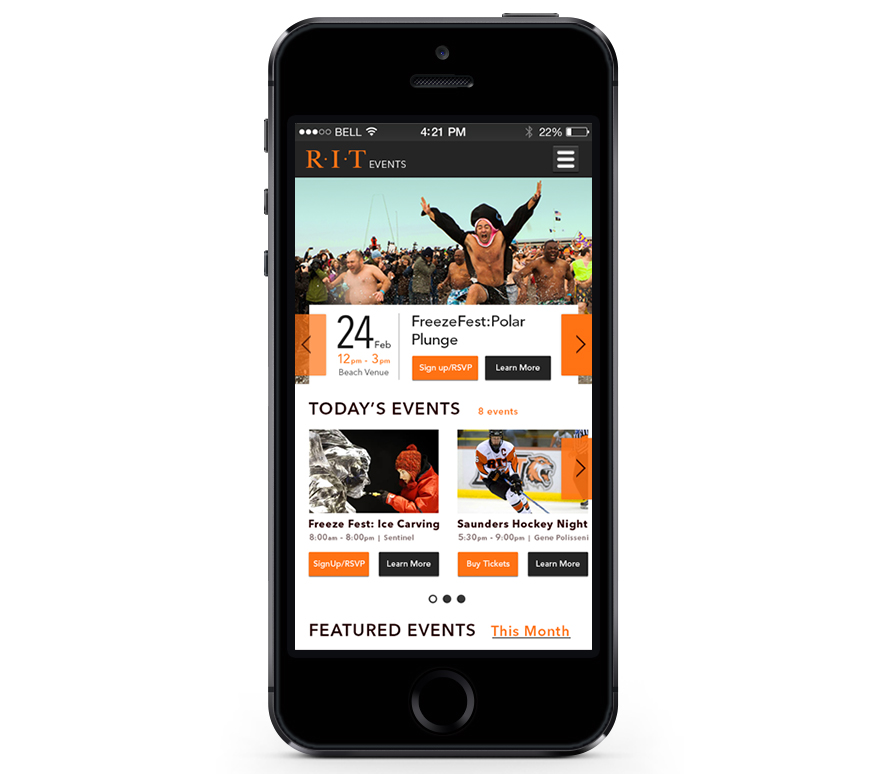 BELL 4:21 PM 22%
R·I·T EVENTS
24 Feb
12pm - 3pm
Beach Venue
FreezeFest:Polar
Plunge
Sign up/RSVP Learn More
TODAY'S EVENTS 8 events
Freeze Fest: Ice Carving
8:00am - 8:00pm | Sentinel
SignUp/RSVP Learn More
Saunders Hockey Night
5:30pm - 9:00pm | Gene Polisseni
Buy Tickets Learn More
FEATURED EVENTS This Month